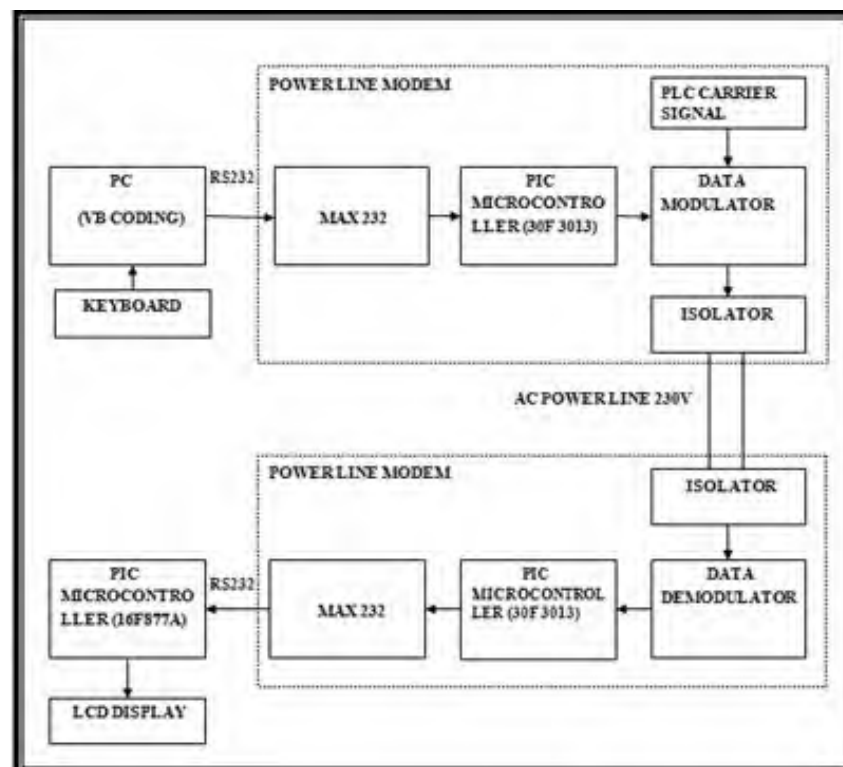 POWER LINE MODEM
PLC CARRIER
SIGNAL
PC
(VB CODING)
RS232
MAX 232
PIC
MICROCONTRO
LLER (30F 3013)
DATA
MODULATOR
KEYBOARD
ISOLATOR
AC POWER LINE 230V
POWER LINE MODEM
ISOLATOR
PIC
MICROCONTRO
LLER (16F877A)
RS232
MAX 232
PIC
MICROCONTROL
LER (30F 3013)
DATA
DEMODULATOR
LCD DISPLAY